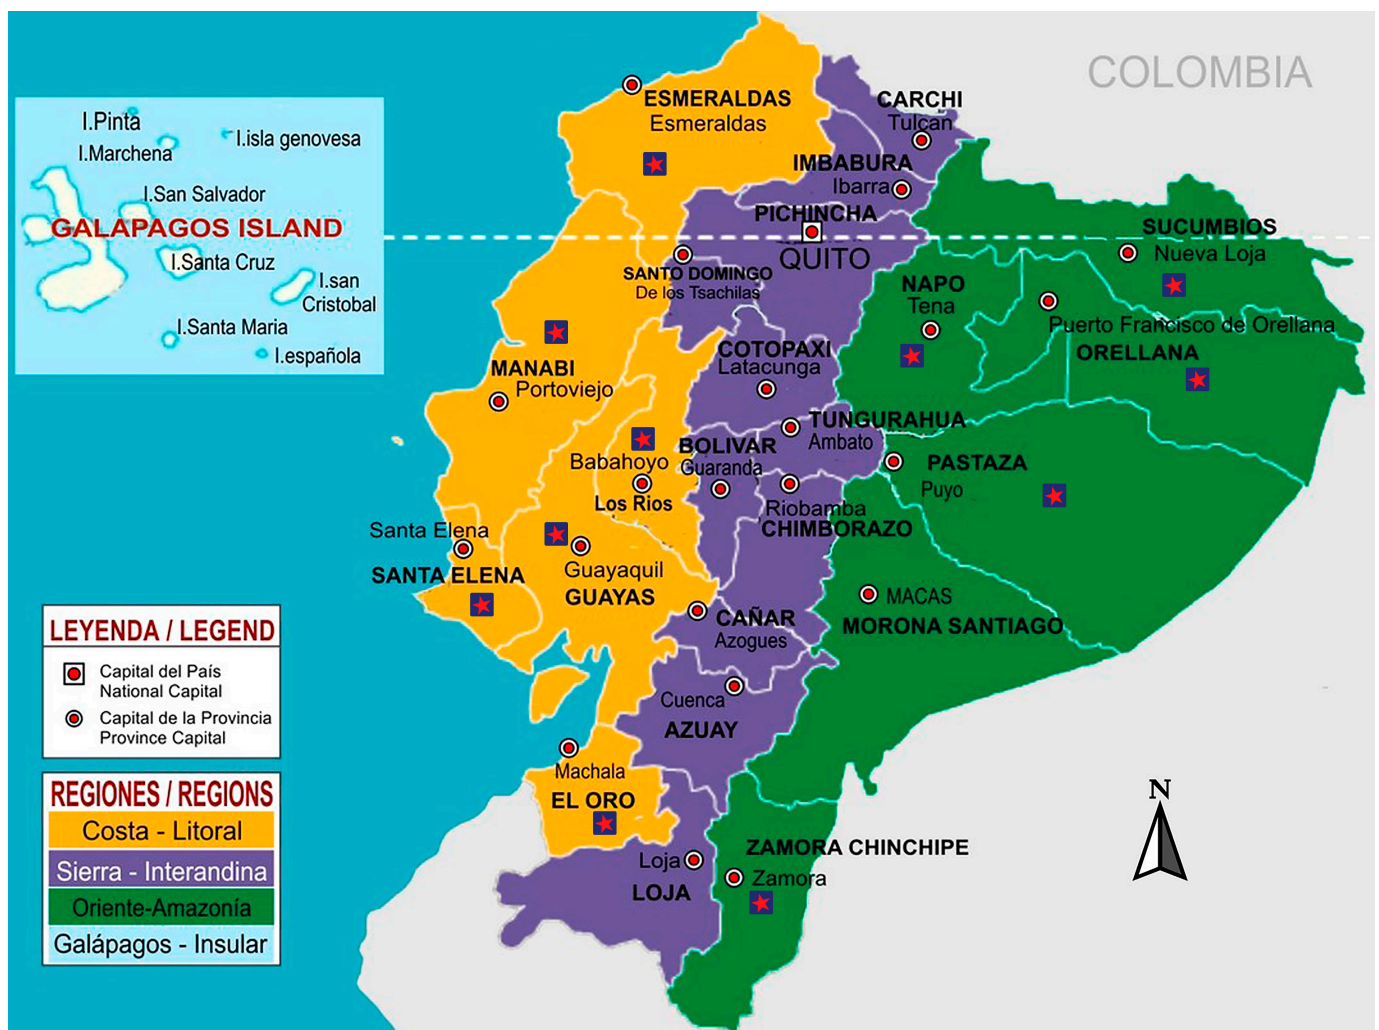 COLOMBIA
ESMERALDAS
Esmeraldas
CARCHI
Tulcan
IMBABURA
Ibarra
PICHINCHA
QUITO
I.Pinta
I.Marchena
I.isla genovesa
I.San Salvador
GALAPAGOS ISLAND
I.Santa Cruz
I.san
Cristobal
I.Santa Maria
I.española
SANTO DOMINGO
De los Tsachilas
SUCUMBIOS
Nueva Loja
NAPO
Tena
Puerto Francisco de Orellana
ORELLANA
COTOPAXI
Latacunga
MANABI
Portoviejo
TUNGURAHUA
Ambato
BOLIVAR
Guaranda
Babahoyo
Los Rios
PASTAZA
Puyo
Riobamba
CHIMBORAZO
Santa Elena
SANTA ELENA
Guayaquil
GUAYAS
MACAS
MORONA SANTIAGO
CAÑAR
Azogues
Cuenca
AZUAY
Machala
EL ORO
Loja
LOJA
ZAMORA CHINCHIPE
Zamora
N
LEYENDA / LEGEND
Capital del País
National Capital
Capital de la Provincia
Province Capital
REGIONES / REGIONS
Costa - Litoral
Sierra - Interandina
Oriente-Amazonía
Galápagos - Insular